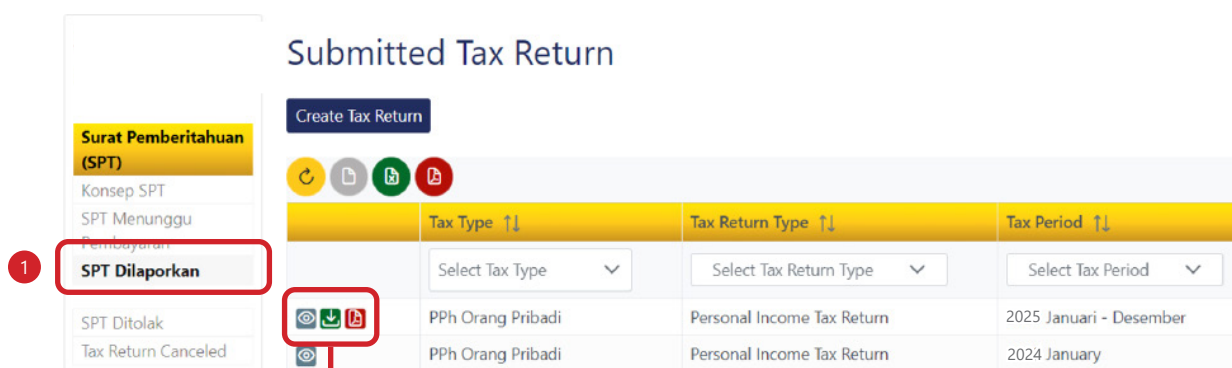 Submitted Tax Return
Create Tax Return
Surat Pemberitahuan
(SPT)
Konsep SPT
SPT Menunggu
Pembayaran
1
SPT Dilaporkan
SPT Ditolak
Tax Return Canceled
Tax Type Tax Return Type Tax Period
Select Tax Type Select Tax Return Type Select Tax Period
PPh Orang Pribadi Personal Income Tax Return 2025 Januari - Desember
PPh Orang Pribadi Personal Income Tax Return 2024 January